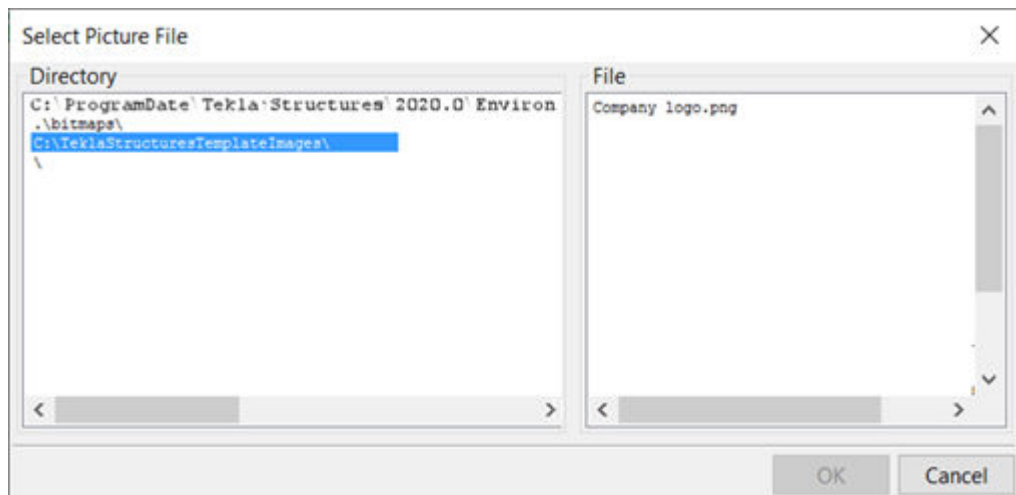 Select Picture File
Directory
C:\ProgramDate\Tekla Structures\2020.0\Environ
.\bitmaps\
C:\TeklaStructuresTemplateImages\
\
File
Company logo.png
OK
Cancel